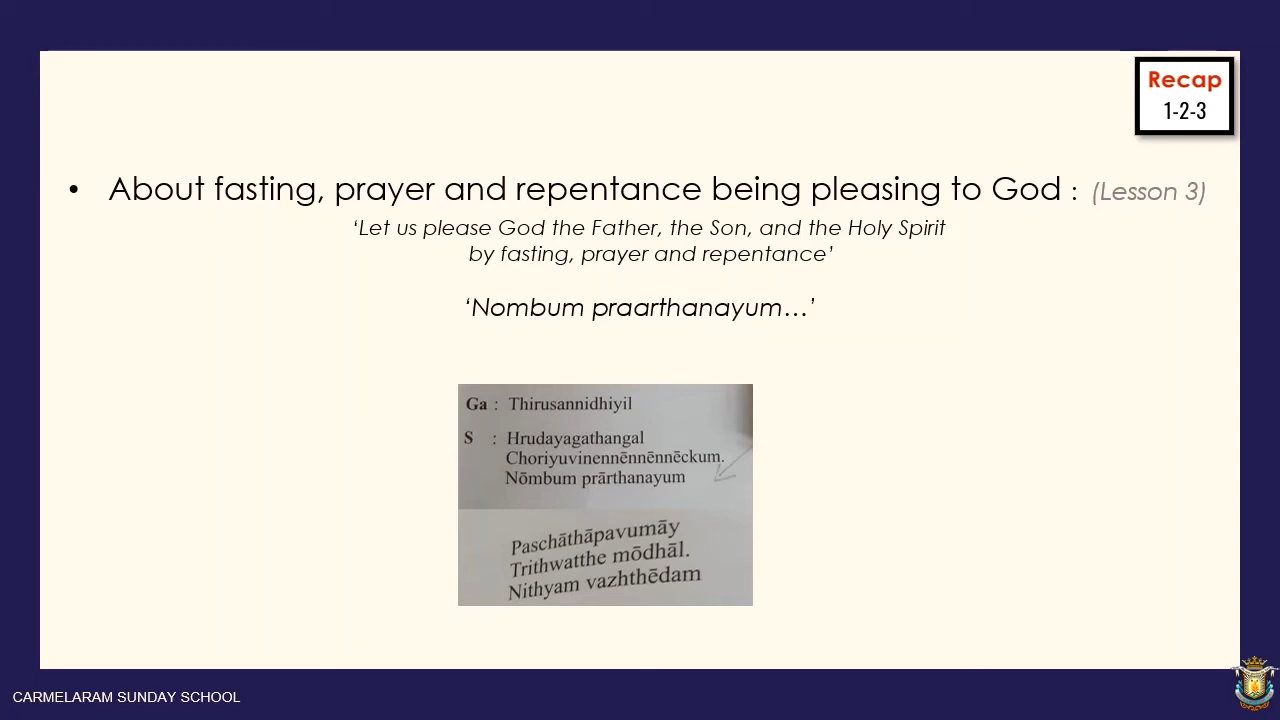 Recap
1-2-3
• About fasting, prayer and repentance being pleasing to God : (Lesson 3)
‘Let us please God the Father, the Son, and the Holy Spirit
by fasting, prayer and repentance’
‘Nombum praarthanayum…’
Ga : Thirusannidhiyil
S : Hrudayagathangal
Choriyuvinennēnnēnnēckum.
Nōmbum prārthanayum
Paschāthāpavumāy
Trithwatthe mōdhāl.
Nithyam vazhthēdam
CARMELARAM SUNDAY SCHOOL